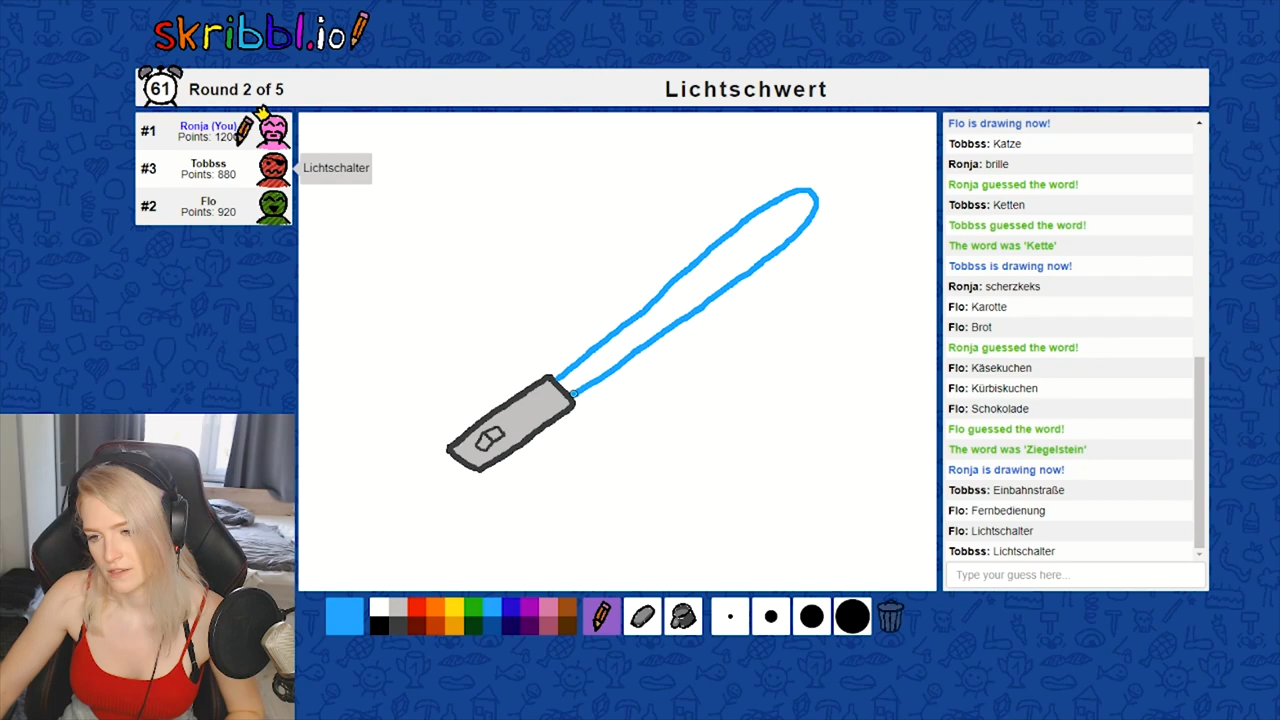 skribbl.io
61 Round 2 of 5
Lichtschwert
#1 Ronja (You)
Points: 1200
#3 Tobbss
Points: 880
Lichtschalter
#2 Flo
Points: 920
Flo is drawing now!
Tobbss: Katze
Ronja: brille
Ronja guessed the word!
Tobbss: Ketten
Tobbss guessed the word!
The word was 'Kette'
Tobbss is drawing now!
Ronja: scherzkeks
Flo: Karotte
Flo: Brot
Ronja guessed the word!
Flo: Käsekuchen
Flo: Kürbiskuchen
Flo: Schokolade
Flo guessed the word!
The word was 'Ziegelstein'
Ronja is drawing now!
Tobbss: Einbahnstraße
Flo: Fernbedienung
Flo: Lichtschalter
Tobbss: Lichtschalter
Type your guess here...